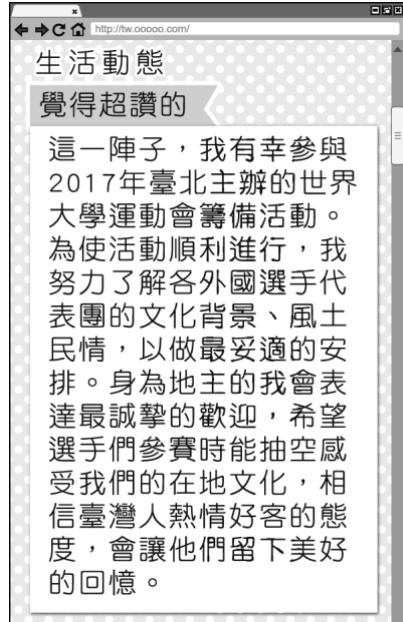 http://tw.ooooo.com/
生活動態
覺得超讚的
這一陣子，我有幸參與
2017年臺北主辦的世界
大學運動會籌備活動。
為使活動順利進行，我
努力了解各外國選手代
表團的文化背景、風土
民情，以做最妥適的安
排。身為地主的我會表
達最誠摯的歡迎，希望
選手們參賽時能抽空感
受我們的在地文化，相
信臺灣人熱情好客的態
度，會讓他們留下美好
的回憶。